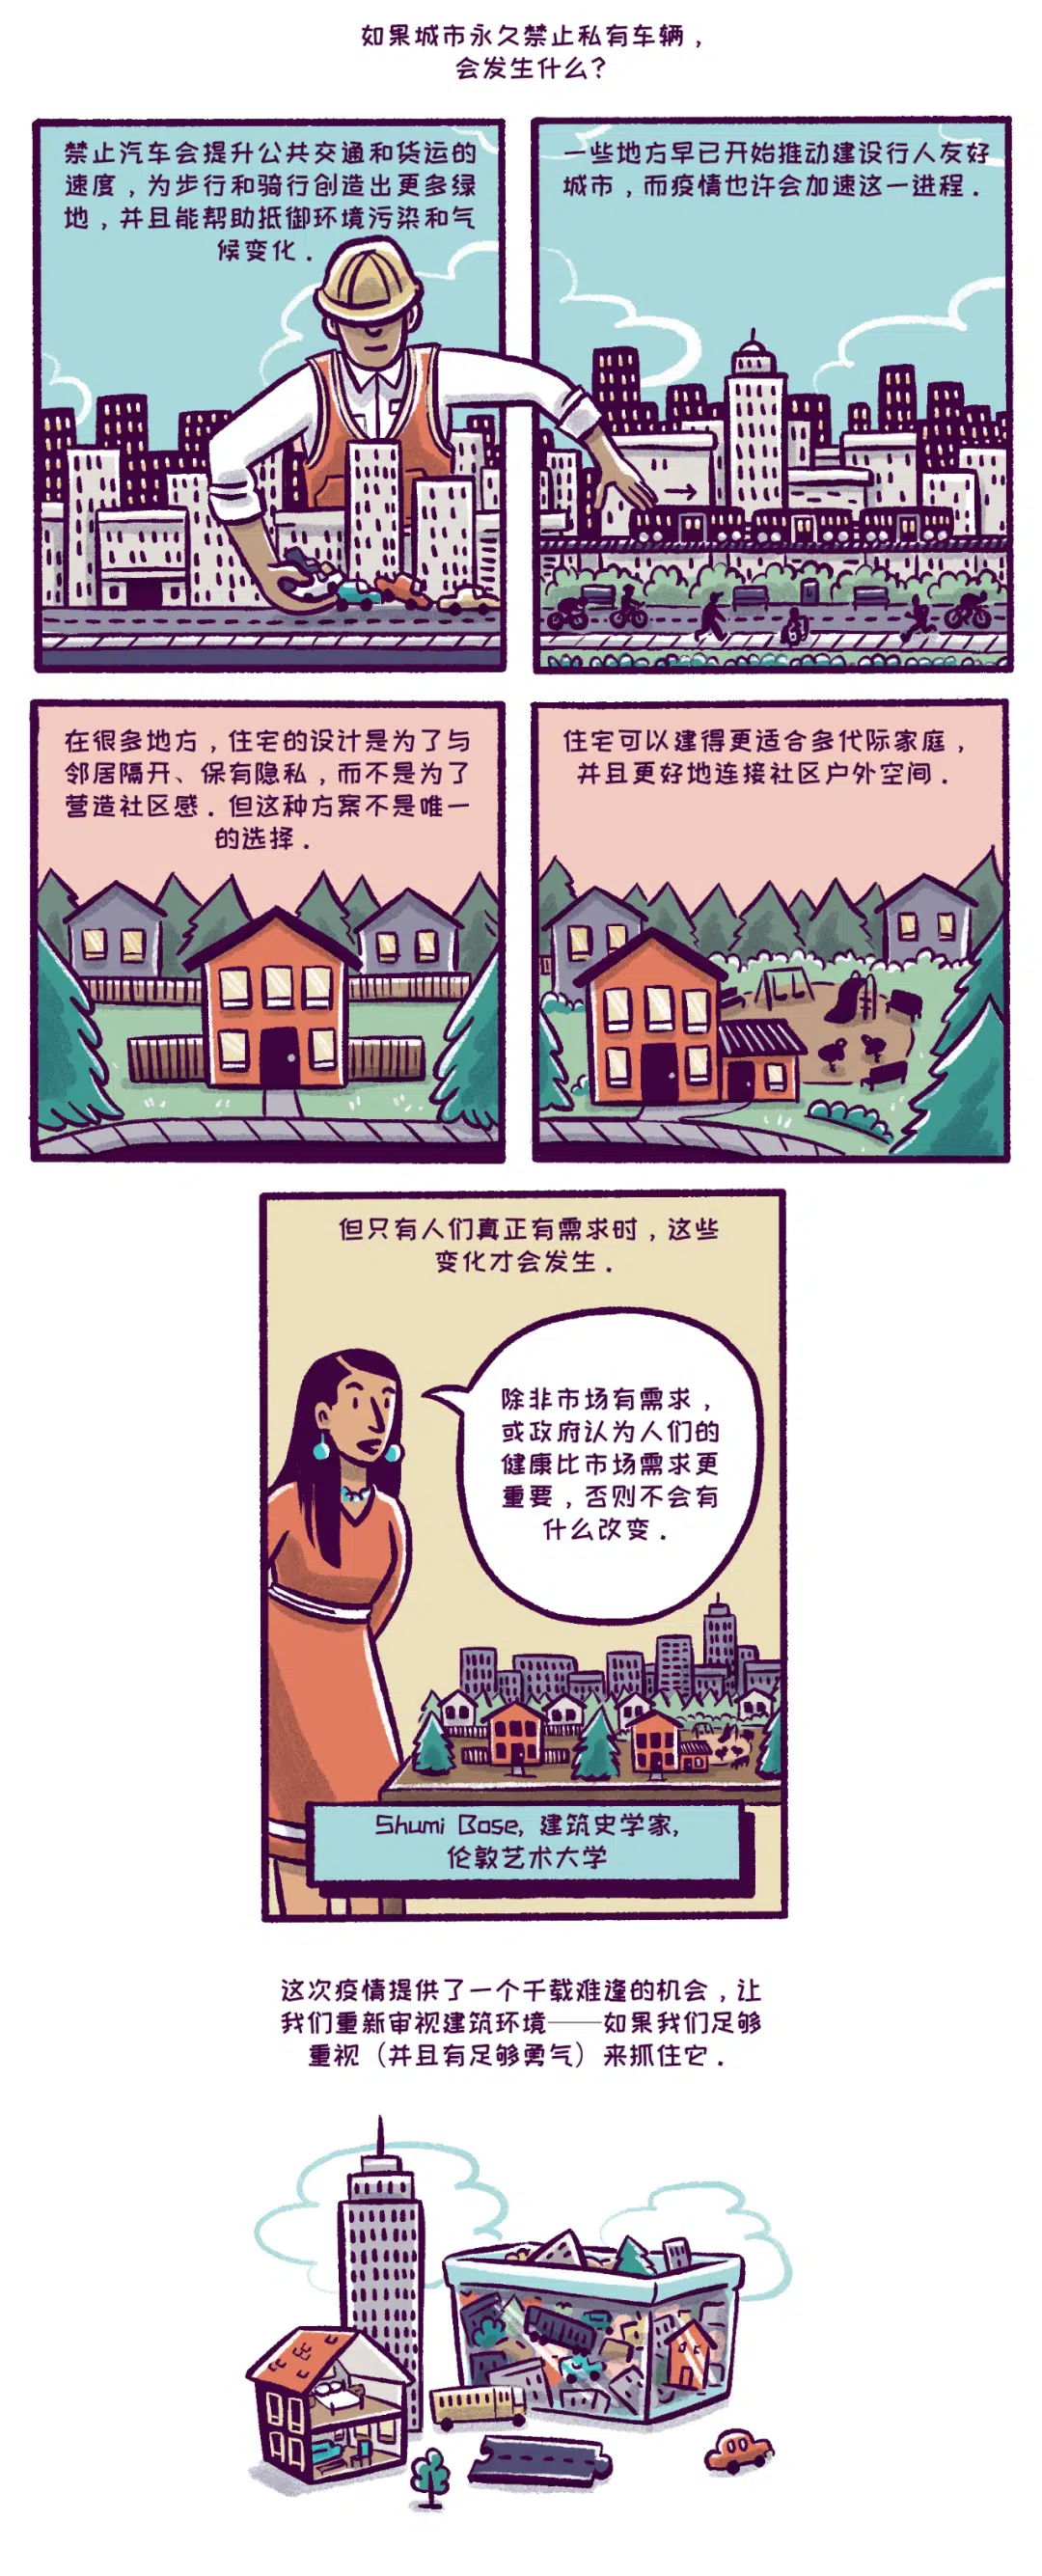 如果城市永久禁止私有车辆，
会发生什么？
禁止汽车会提升公共交通和货运的
速度，为步行和骑行创造出更多绿
地，并且能帮助抵御环境污染和气
候变化．
一些地方早已开始推动建设行人友好
城市，而疫情也许会加速这一进程．
在很多地方，住宅的设计是为了与
邻居隔开、保有隐私，而不是为了
营造社区感．但这种方案不是唯一
的选择．
住宅可以建得更适合多代际家庭，
并且更好地连接社区户外空间．
但只有人们真正有需求时，这些
变化才会发生．
除非市场有需求，
或政府认为人们的
健康比市场需求更
重要，否则不会有
什么改变．
Shumi Bose, 建筑史学家,
伦敦艺术大学
这次疫情提供了一个千载难逢的机会，让
我们重新审视建筑环境——如果我们足够
重视（并且有足够勇气）来抓住它．